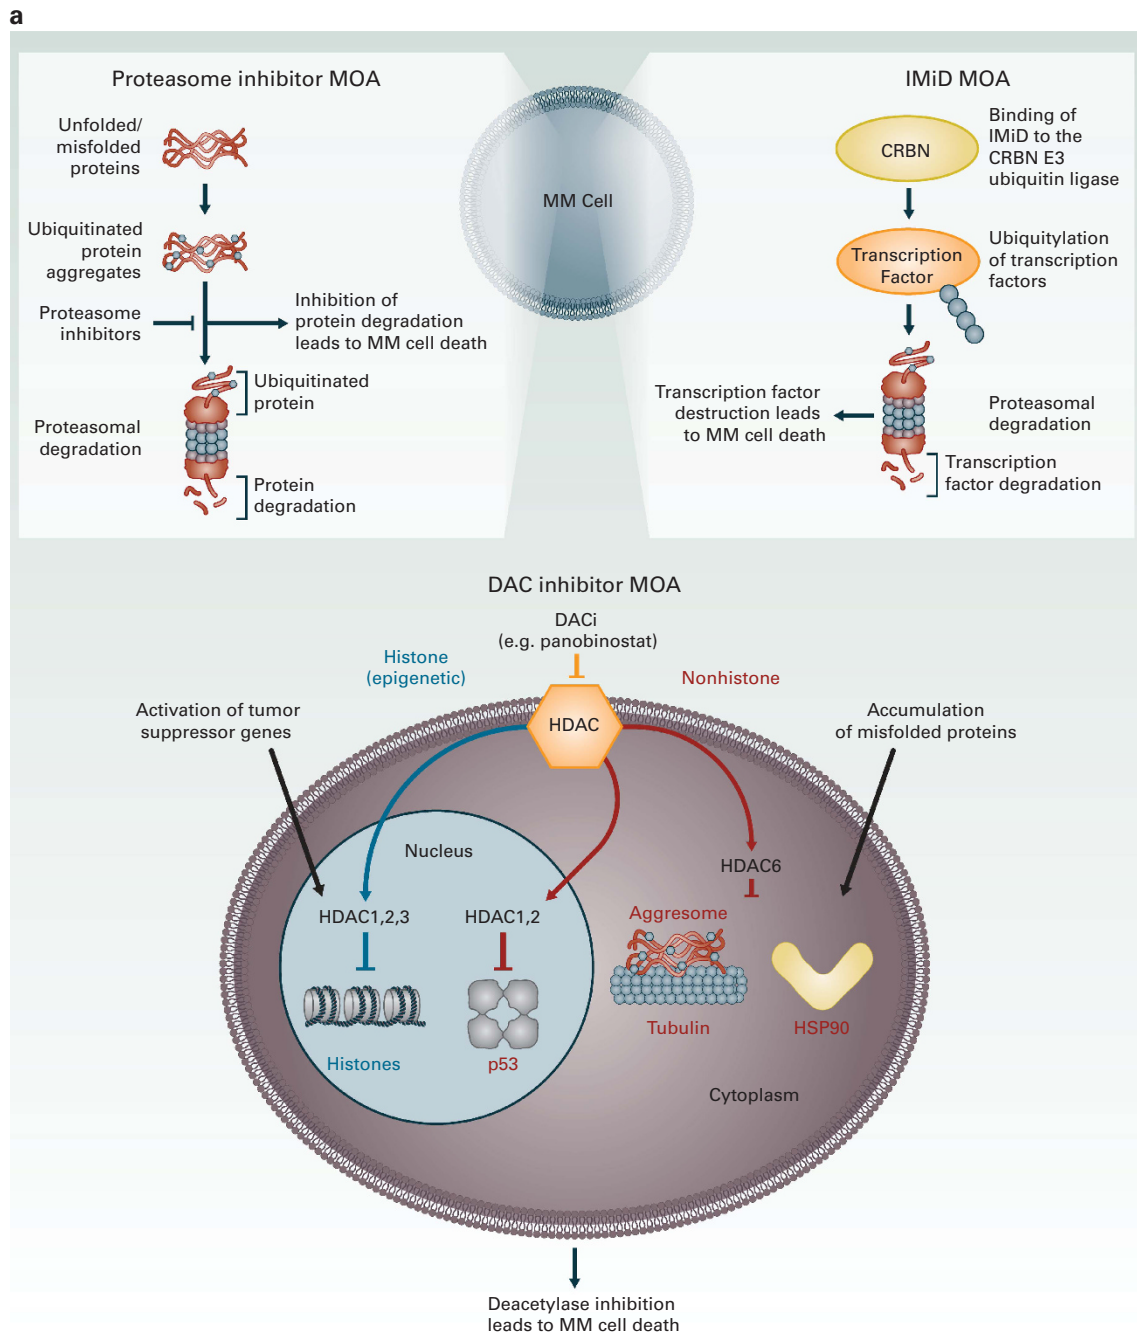 a
Proteasome inhibitor MOA
Unfolded/
misfolded
proteins
Ubiquitinated
protein
aggregates
Proteasome
inhibitors
Inhibition of
protein degradation
leads to MM cell death
Ubiquitinated
protein
Proteasomal
degradation
Protein
degradation
MM Cell
IMiD MOA
CRBN
Binding of
IMiD to the
CRBN E3
ubiquitin ligase
Transcription
Factor
Ubiquitylation
of transcription
factors
Transcription factor
destruction leads
to MM cell death
Proteasomal
degradation
Transcription
factor degradation
DAC inhibitor MOA
DACi
(e.g. panobinostat)
Histone
(epigenetic)
Nonhistone
HDAC
Activation of tumor
suppressor genes
Accumulation
of misfolded proteins
Nucleus
HDAC6
HDAC1,2,3
HDAC1,2
Aggresome
Tubulin
HSP90
Histones
p53
Cytoplasm
Deacetylase inhibition
leads to MM cell death